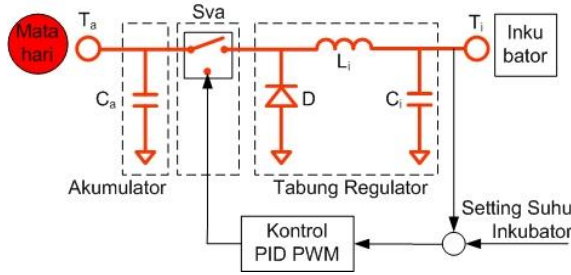 Mata
hari
Ta
Sva
Ti
Inku
bator
Ca
D
Li
Ci
Akumulator
Tabung Regulator
Kontrol
PID PWM
Setting Suhu
Inkubator